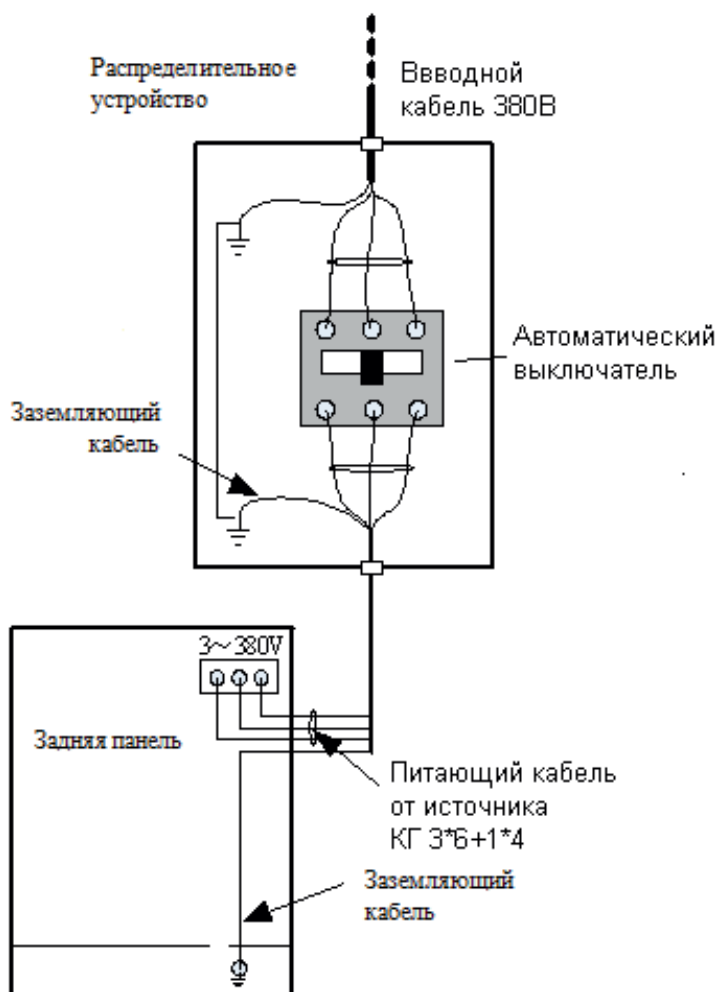 Распределительное
устройство
Ввводной
кабель 380В
Автоматический
выключатель
Заземляющий
кабель
3~380V
Задняя панель
Питающий кабель
от источника
КГ 3*6+1*4
Заземляющий
кабель